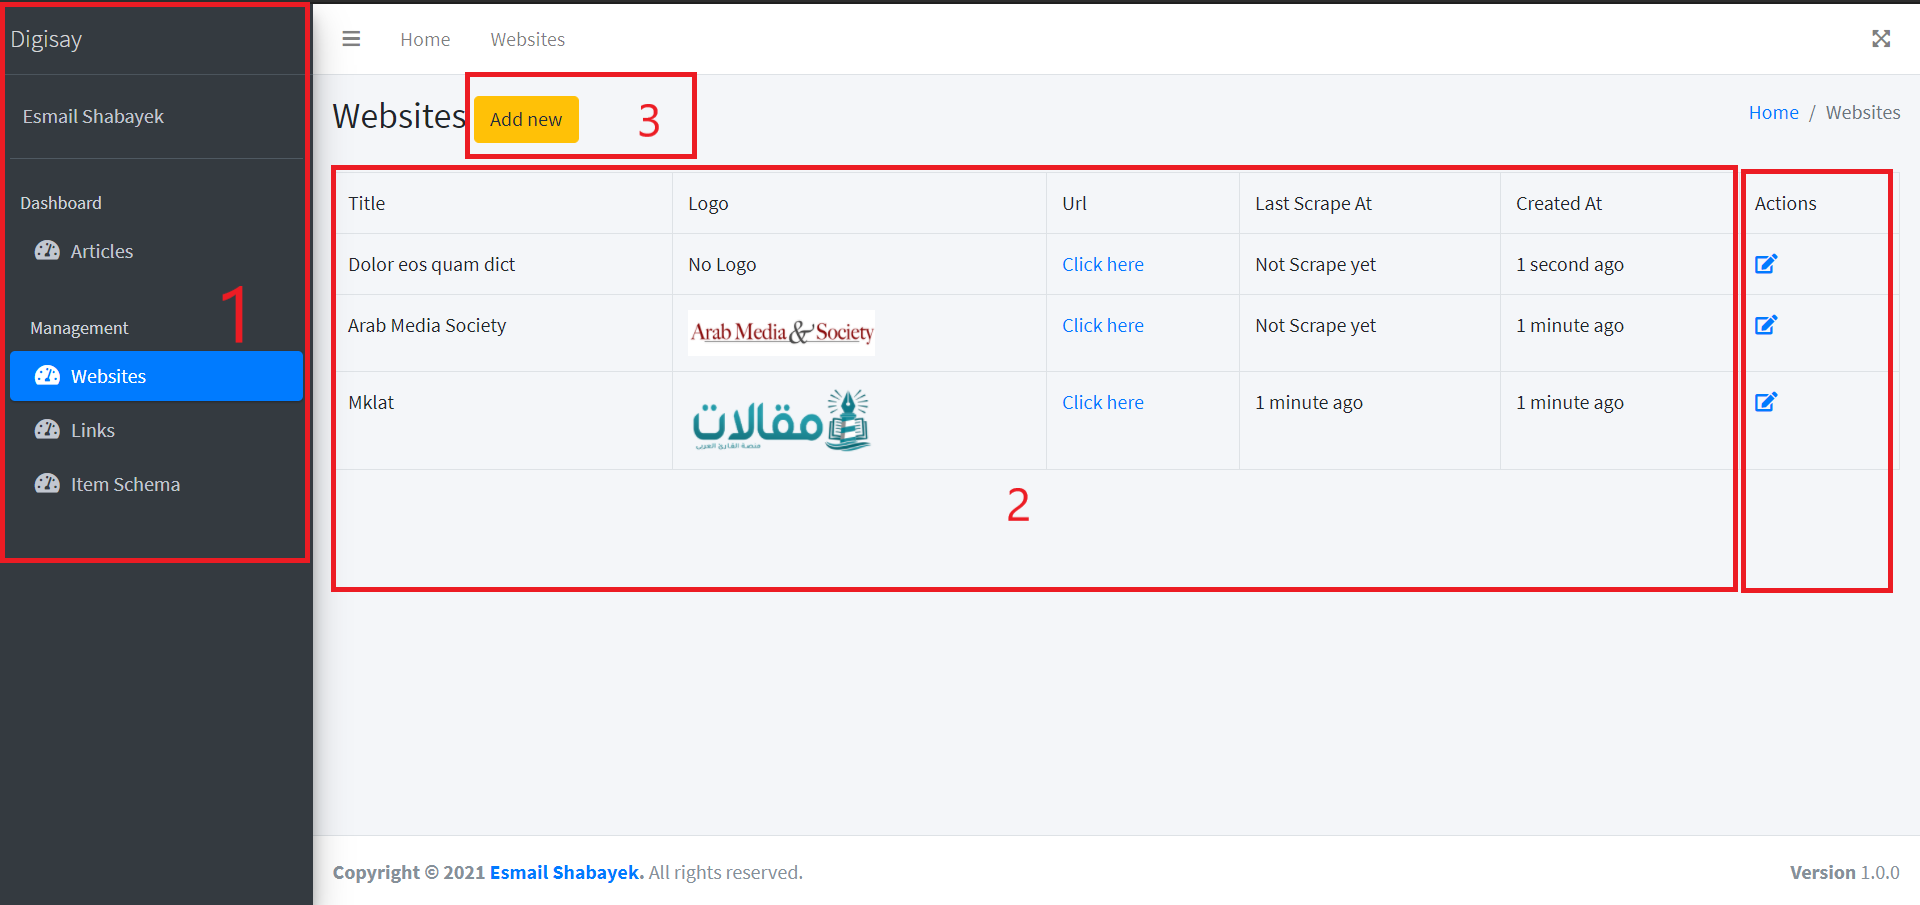 Digisay
Esmail Shabayek
Dashboard
Articles
Management
1
Websites
Links
Item Schema
Home Websites
Websites Add new 3
Home / Websites
Title Logo Url Last Scrape At Created At Actions
Dolor eos quam dict No Logo Click here Not Scrape yet 1 second ago
Arab Media Society Arab Media & Society Click here Not Scrape yet 1 minute ago
Mklat مقالات Click here 1 minute ago 1 minute ago
منصة القارئ العربي
2
Copyright © 2021 Esmail Shabayek. All rights reserved.
Version 1.0.0